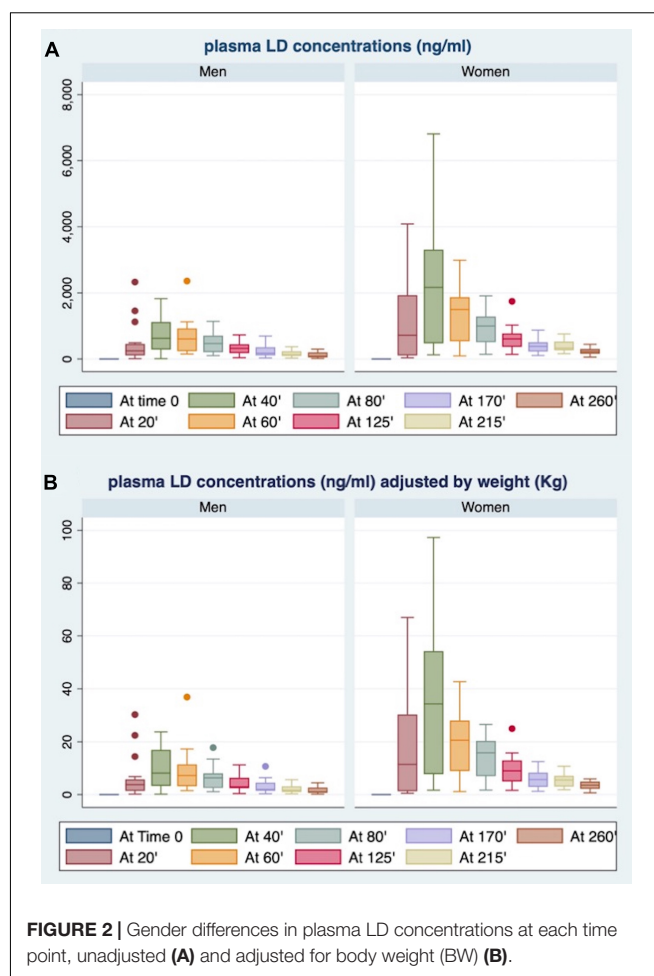 A
plasma LD concentrations (ng/ml)
Men Women
8,000
6,000
4,000
2,000
0
At time 0 At 40' At 80' At 170' At 260'
At 20' At 60' At 125' At 215'
B
plasma LD concentrations (ng/ml) adjusted by weight (Kg)
Men Women
100
80
60
40
20
0
At Time 0 At 40' At 80' At 170' At 260'
At 20' At 60' At 125' At 215'
FIGURE 2 | Gender differences in plasma LD concentrations at each time
point, unadjusted (A) and adjusted for body weight (BW) (B).